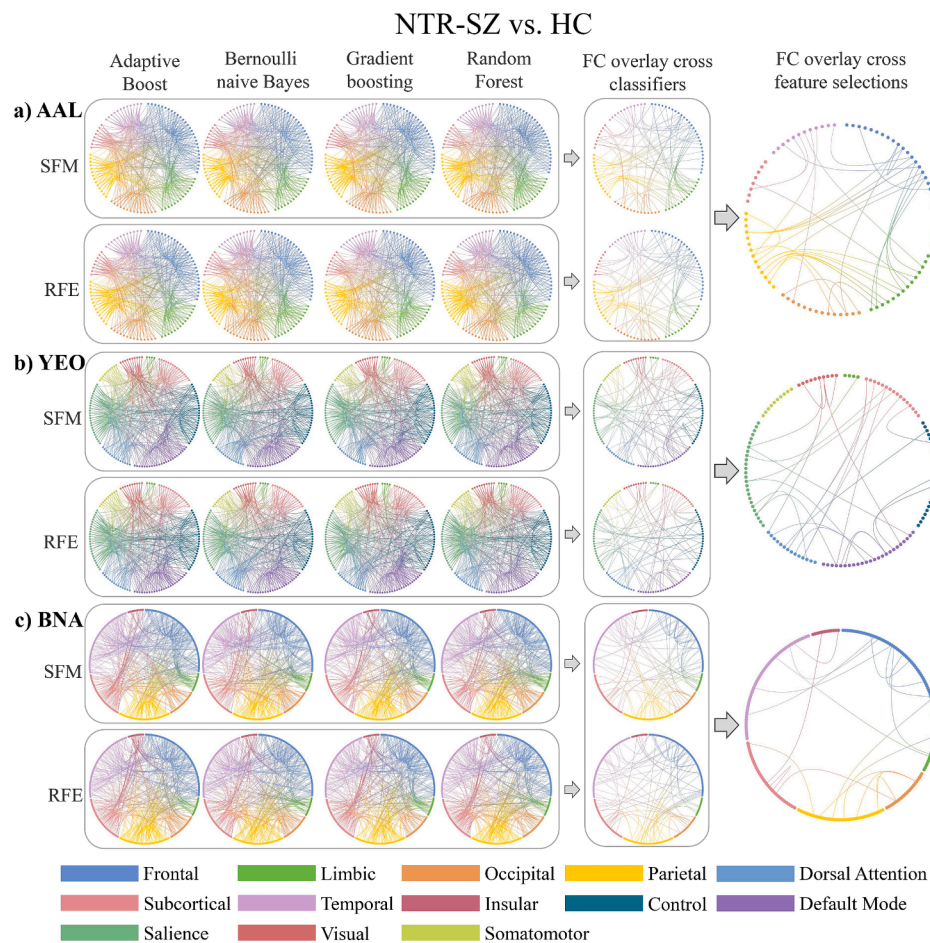 NTR-SZ vs. HC
Adaptive Boost
Bernoulli naive Bayes
Gradient boosting
Random Forest
FC overlay cross classifiers
FC overlay cross feature selections
a) AAL
SFM
RFE
b) YEO
SFM
RFE
c) BNA
SFM
RFE
Frontal Limbic Occipital Parietal Dorsal Attention
Subcortical Temporal Insular Control Default Mode
Salience Visual Somatomotor